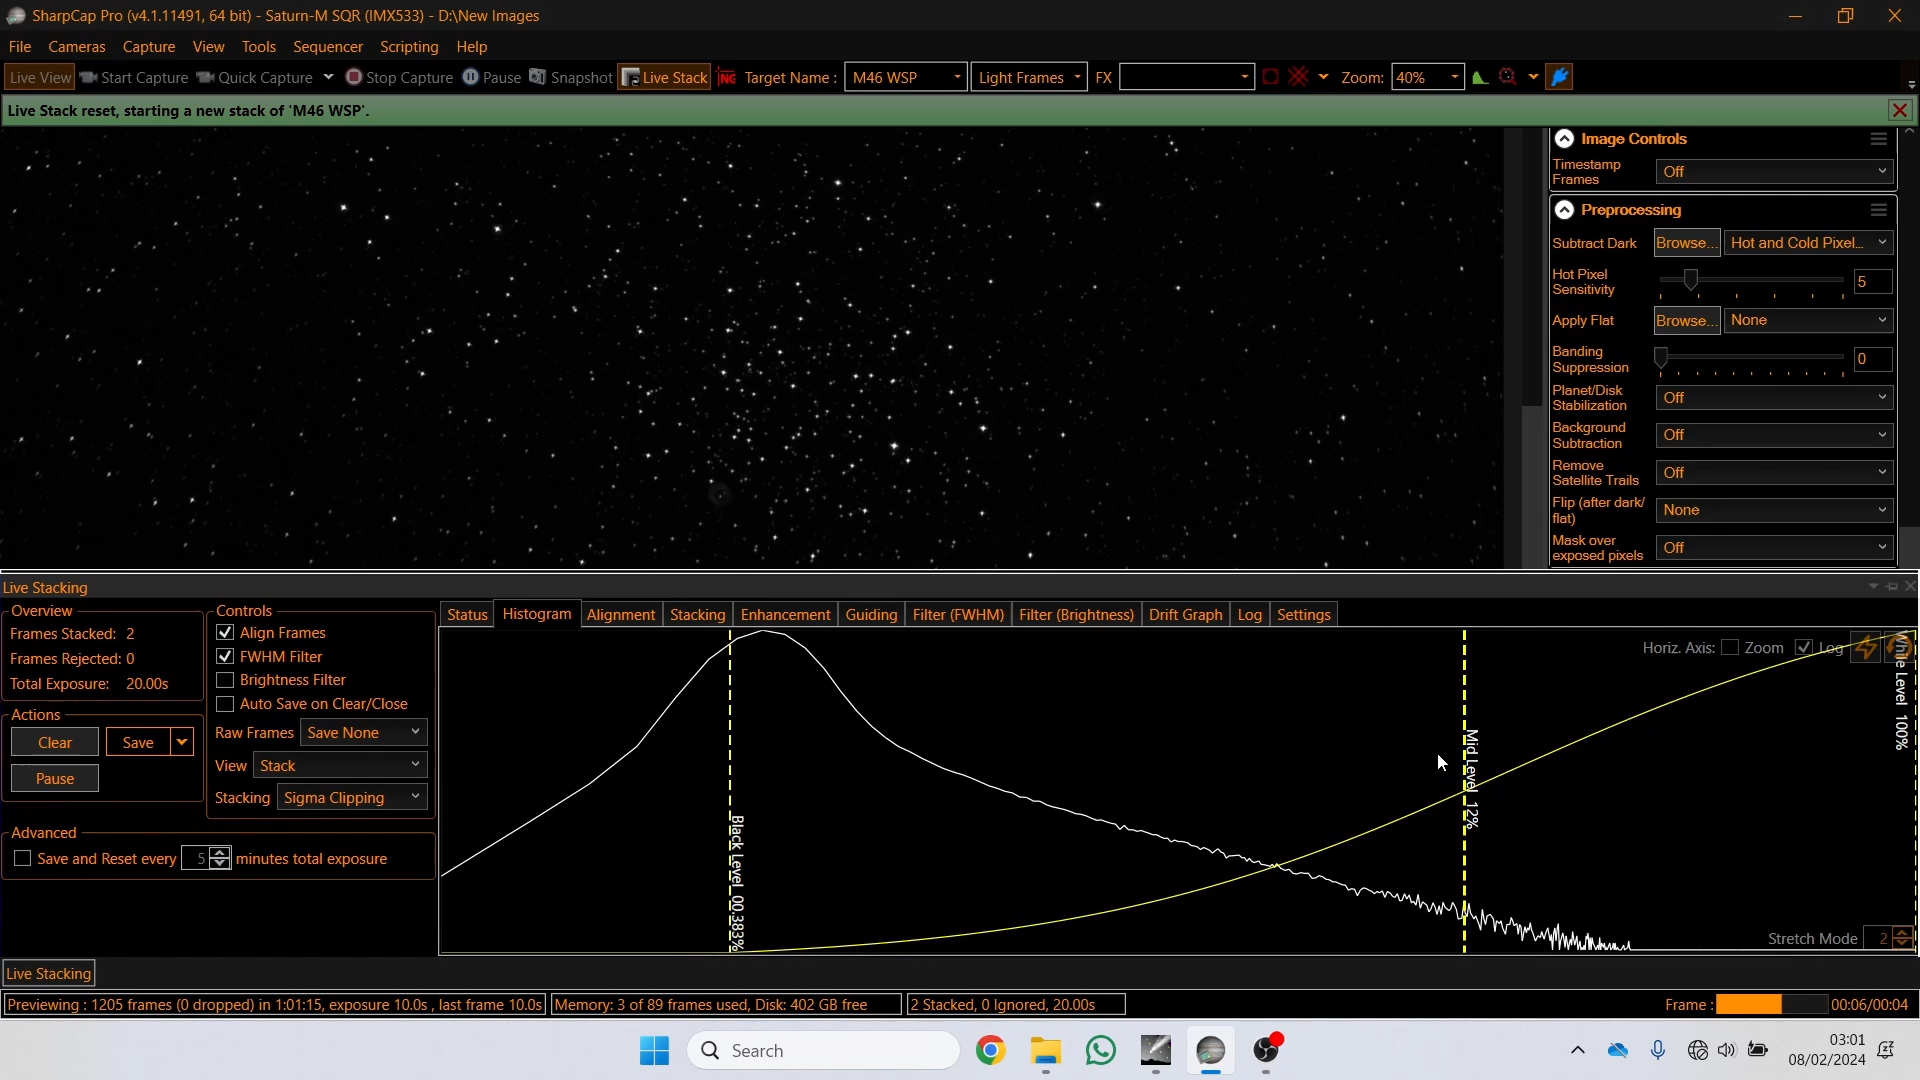 SharpCap Pro (v4.1.11491, 64 bit) - Saturn-M SQR (IMX533) - D:\New Images
File Cameras Capture View Tools Sequencer Scripting Help
Live View Start Capture Quick Capture Stop Capture Pause Snapshot Live Stack NG Target Name : M46 WSP Light Frames FX Zoom: 40%
Live Stack reset, starting a new stack of 'M46 WSP'.
Image Controls
Timestamp Frames Off
Preprocessing
Subtract Dark Browse... Hot and Cold Pixel...
Hot Pixel Sensitivity 5
Apply Flat Browse... None
Banding Suppression 0
Planet/Disk Stabilization Off
Background Subtraction Off
Remove Satellite Trails Off
Flip (after dark/ flat) None
Mask over exposed pixels Off
Live Stacking
Overview
Frames Stacked: 2
Frames Rejected: 0
Total Exposure: 20.00s
Actions
Clear Save
Pause
Controls
Align Frames
FWHM Filter
Brightness Filter
Auto Save on Clear/Close
Raw Frames Save None
View Stack
Stacking Sigma Clipping
Advanced
Save and Reset every 5 minutes total exposure
Status Histogram Alignment Stacking Enhancement Guiding Filter (FWHM) Filter (Brightness) Drift Graph Log Settings
Horiz. Axis: Zoom Log
Black Level 00.383%
Mid Level 12%
White Level 100%
Stretch Mode 2
Live Stacking
Previewing : 1205 frames (0 dropped) in 1:01:15, exposure 10.0s , last frame 10.0s Memory: 3 of 89 frames used, Disk: 402 GB free 2 Stacked, 0 Ignored, 20.00s Frame : 00:06/00:04
Search
03:01
08/02/2024